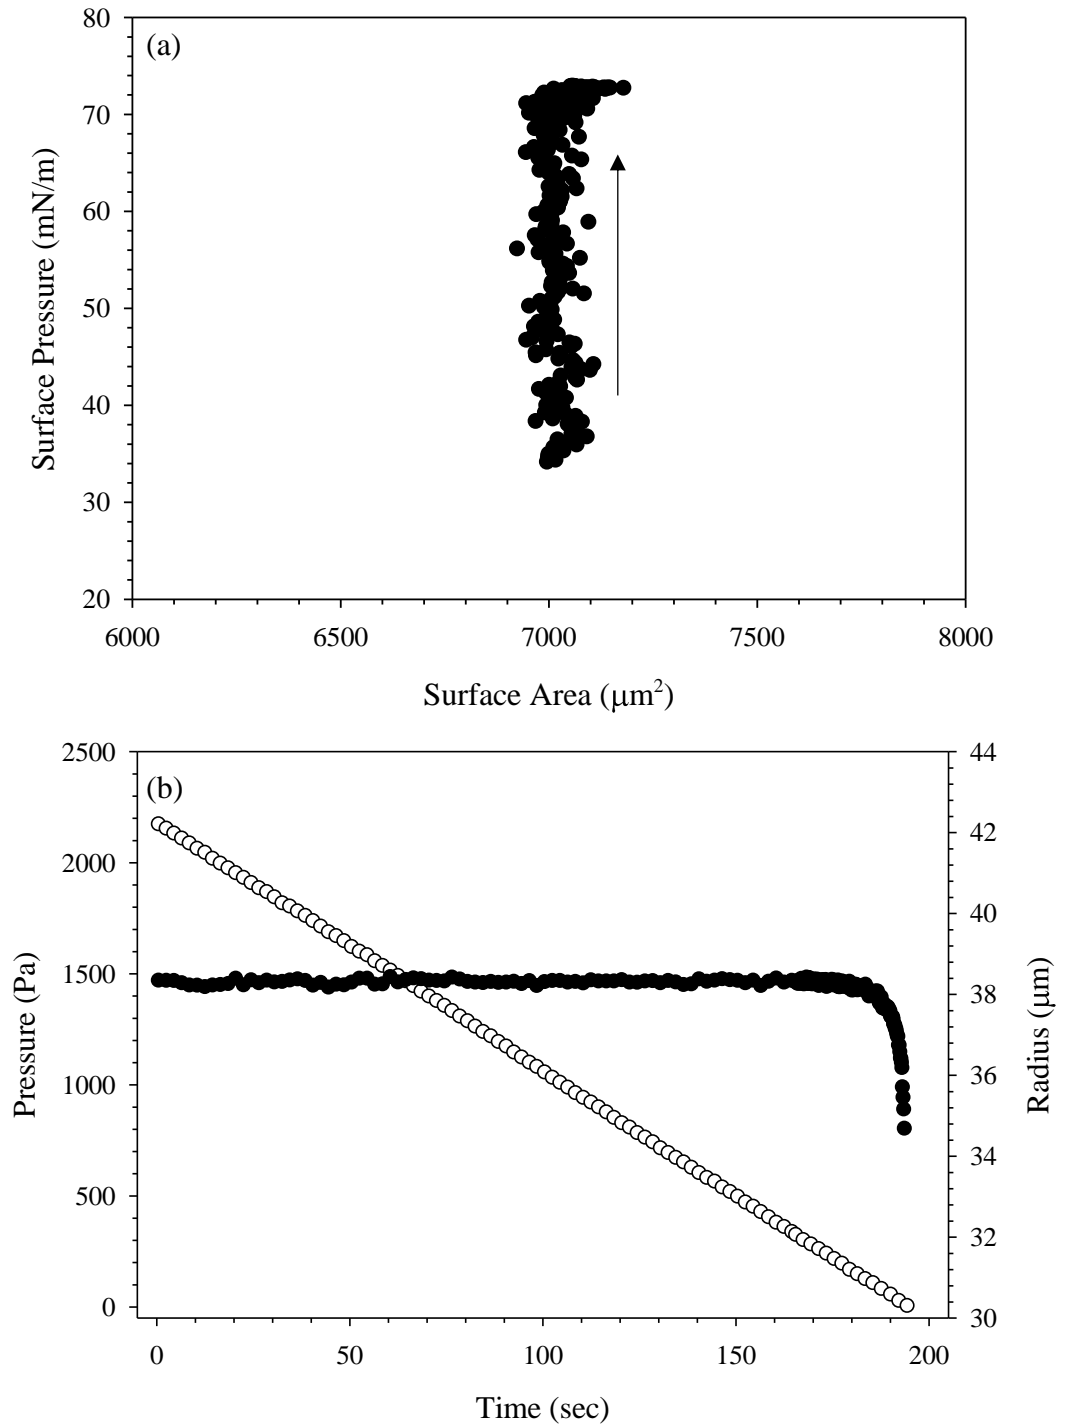 (a)
80
70
60
50
40
30
20
Surface Pressure (mN/m)
6000 6500 7000 7500 8000
Surface Area (μm²)
(b)
2500
2000
1500
1000
500
0
Pressure (Pa)
44
42
40
38
36
34
32
30
Radius (μm)
0 50 100 150 200
Time (sec)